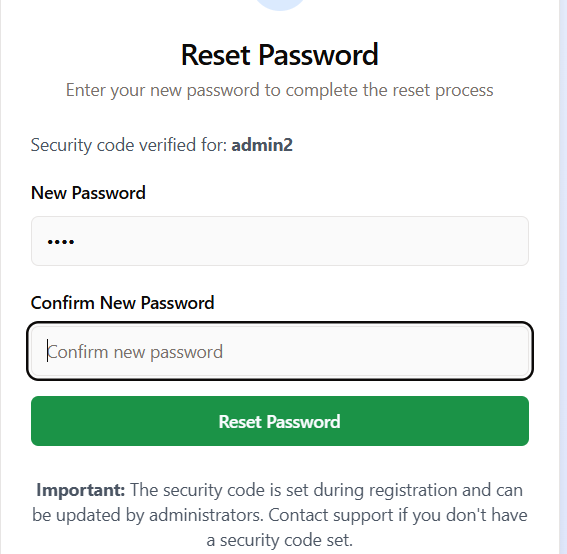 Reset Password
Enter your new password to complete the reset process
Security code verified for: admin2
New Password
••••
Confirm New Password
Confirm new password
Reset Password
Important: The security code is set during registration and can
be updated by administrators. Contact support if you don't have
a security code set.